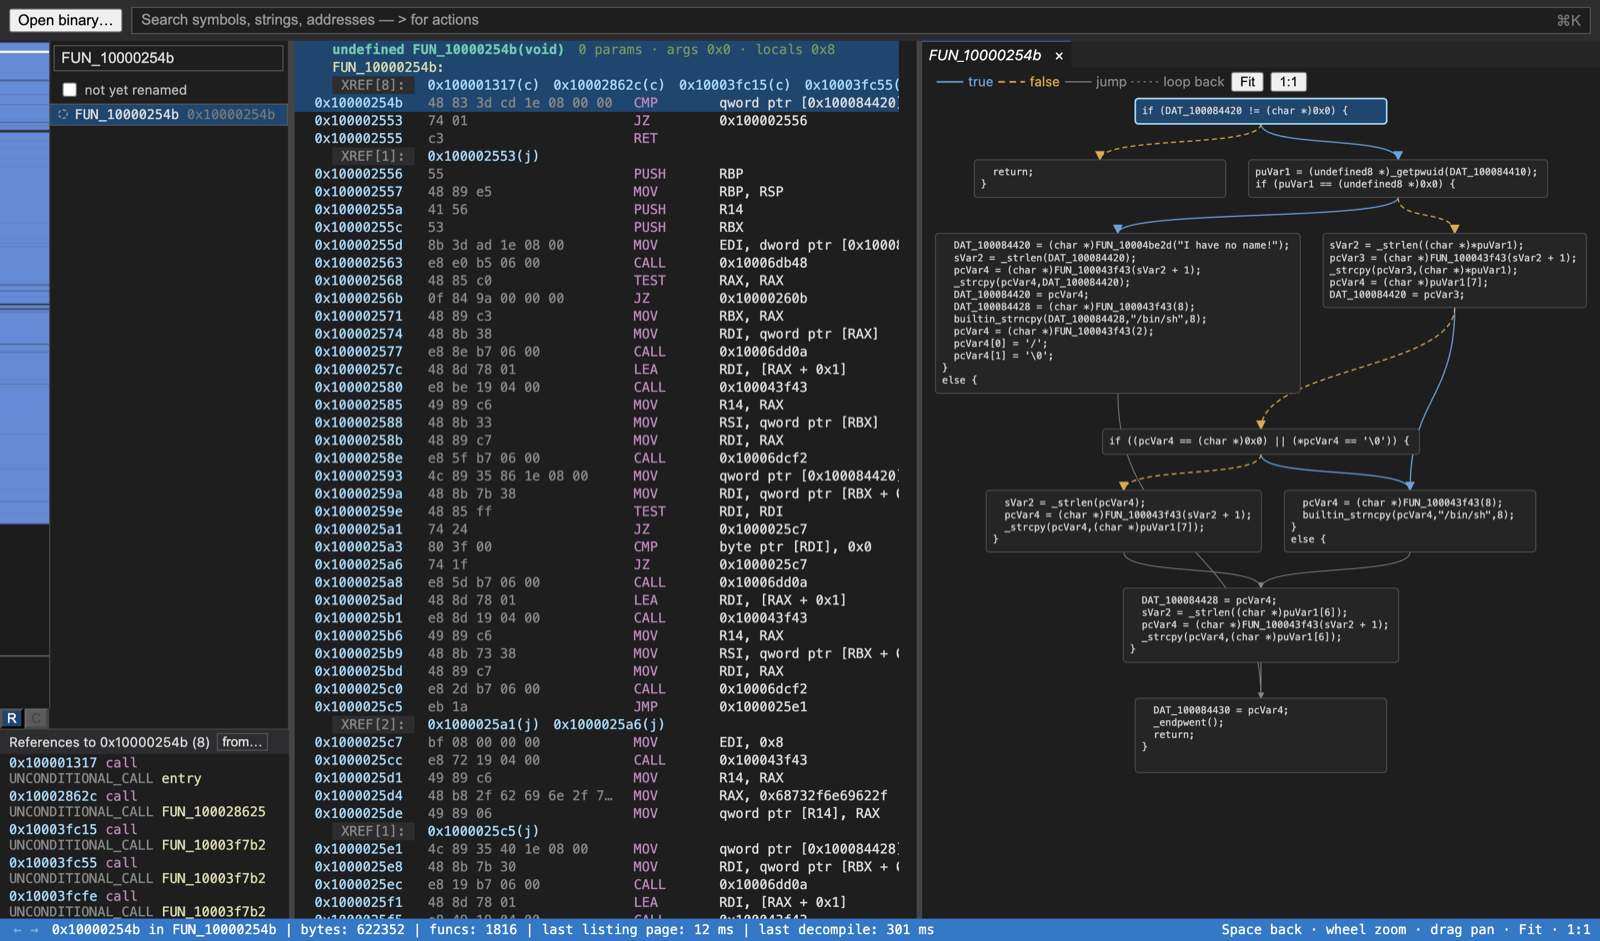 Open binary…
Search symbols, strings, addresses — > for actions
⌘K
FUN_10000254b
not yet renamed
FUN_10000254b 0x10000254b
R C
References to 0x10000254b (8) from…
0x100001317 call
UNCONDITIONAL_CALL entry
0x10002862c call
UNCONDITIONAL_CALL FUN_100028625
0x10003fc15 call
UNCONDITIONAL_CALL FUN_10003f7b2
0x10003fc55 call
UNCONDITIONAL_CALL FUN_10003f7b2
0x10003fcfe call
UNCONDITIONAL_CALL FUN_10003f7b2
undefined FUN_10000254b(void) 0 params · args 0x0 · locals 0x8
FUN_10000254b:
XREF[8]: 0x100001317(c) 0x10002862c(c) 0x10003fc15(c) 0x10003fc55(
0x10000254b 48 83 3d cd 1e 08 00 00 CMP qword ptr [0x100084420]
0x100002553 74 01 JZ 0x100002556
0x100002555 c3 RET
XREF[1]: 0x100002553(j)
0x100002556 55 PUSH RBP
0x100002557 48 89 e5 MOV RBP, RSP
0x10000255a 41 56 PUSH R14
0x10000255c 53 PUSH RBX
0x10000255d 8b 3d ad 1e 08 00 MOV EDI, dword ptr [0x10008
0x100002563 e8 e0 b5 06 00 CALL 0x10006db48
0x100002568 48 85 c0 TEST RAX, RAX
0x10000256b 0f 84 9a 00 00 00 JZ 0x10000260b
0x100002571 48 89 c3 MOV RBX, RAX
0x100002574 48 8b 38 MOV RDI, qword ptr [RAX]
0x100002577 e8 8e b7 06 00 CALL 0x10006dd0a
0x10000257c 48 8d 78 01 LEA RDI, [RAX + 0x1]
0x100002580 e8 be 19 04 00 CALL 0x100043f43
0x100002585 49 89 c6 MOV R14, RAX
0x100002588 48 8b 33 MOV RSI, qword ptr [RBX]
0x10000258b 48 89 c7 MOV RDI, RAX
0x10000258e e8 5f b7 06 00 CALL 0x10006dcf2
0x100002593 4c 89 35 86 1e 08 00 MOV qword ptr [0x100084420]
0x10000259a 48 8b 7b 38 MOV RDI, qword ptr [RBX +
0x10000259e 48 85 ff TEST RDI, RDI
0x1000025a1 74 24 JZ 0x1000025c7
0x1000025a3 80 3f 00 CMP byte ptr [RDI], 0x0
0x1000025a6 74 1f JZ 0x1000025c7
0x1000025a8 e8 5d b7 06 00 CALL 0x10006dd0a
0x1000025ad 48 8d 78 01 LEA RDI, [RAX + 0x1]
0x1000025b1 e8 8d 19 04 00 CALL 0x100043f43
0x1000025b6 49 89 c6 MOV R14, RAX
0x1000025b9 48 8b 73 38 MOV RSI, qword ptr [RBX +
0x1000025bd 48 89 c7 MOV RDI, RAX
0x1000025c0 e8 2d b7 06 00 CALL 0x10006dcf2
0x1000025c5 eb 1a JMP 0x1000025e1
XREF[2]: 0x1000025a1(j) 0x1000025a6(j)
0x1000025c7 bf 08 00 00 00 MOV EDI, 0x8
0x1000025cc e8 72 19 04 00 CALL 0x100043f43
0x1000025d1 49 89 c6 MOV R14, RAX
0x1000025d4 48 b8 2f 62 69 6e 2f 7… MOV RAX, 0x68732f6e69622f
0x1000025de 49 89 06 MOV qword ptr [R14], RAX
XREF[1]: 0x1000025c5(j)
0x1000025e1 4c 89 35 40 1e 08 00 MOV qword ptr [0x100084428]
0x1000025e8 48 8b 7b 30 MOV RDI, qword ptr [RBX +
0x1000025ec e8 19 b7 06 00 CALL 0x10006dd0a
0x1000025f1 48 8d 78 01 LEA RDI, [RAX + 0x1]
0x1000025f5 e8 49 19 04 00 CALL 0x100043f43
FUN_10000254b ×
true false jump loop back Fit 1:1
if (DAT_100084420 != (char *)0x0) {
return;
}
puVar1 = (undefined8 *)_getpwuid(DAT_100084410);
if (puVar1 == (undefined8 *)0x0) {
DAT_100084420 = (char *)FUN_10004be2d("I have no name!");
sVar2 = _strlen(DAT_100084420);
pcVar4 = (char *)FUN_100043f43(sVar2 + 1);
_strcpy(pcVar4,DAT_100084420);
DAT_100084420 = pcVar4;
DAT_100084428 = (char *)FUN_100043f43(8);
builtin_strncpy(DAT_100084428,"/bin/sh",8);
pcVar4 = (char *)FUN_100043f43(2);
pcVar4[0] = '/';
pcVar4[1] = '\0';
}
else {
sVar2 = _strlen((char *)*puVar1);
pcVar3 = (char *)FUN_100043f43(sVar2 + 1);
_strcpy(pcVar3,(char *)*puVar1);
pcVar4 = (char *)puVar1[7];
DAT_100084420 = pcVar3;
if ((pcVar4 == (char *)0x0) || (*pcVar4 == '\0')) {
sVar2 = _strlen(pcVar4);
pcVar4 = (char *)FUN_100043f43(sVar2 + 1);
_strcpy(pcVar4,(char *)puVar1[7]);
}
pcVar4 = (char *)FUN_100043f43(8);
builtin_strncpy(pcVar4,"/bin/sh",8);
}
else {
DAT_100084428 = pcVar4;
sVar2 = _strlen((char *)puVar1[6]);
pcVar4 = (char *)FUN_100043f43(sVar2 + 1);
_strcpy(pcVar4,(char *)puVar1[6]);
}
DAT_100084430 = pcVar4;
_endpwent();
return;
}
← → 0x10000254b in FUN_10000254b | bytes: 622352 | funcs: 1816 | last listing page: 12 ms | last decompile: 301 ms
Space back · wheel zoom · drag pan · Fit · 1:1